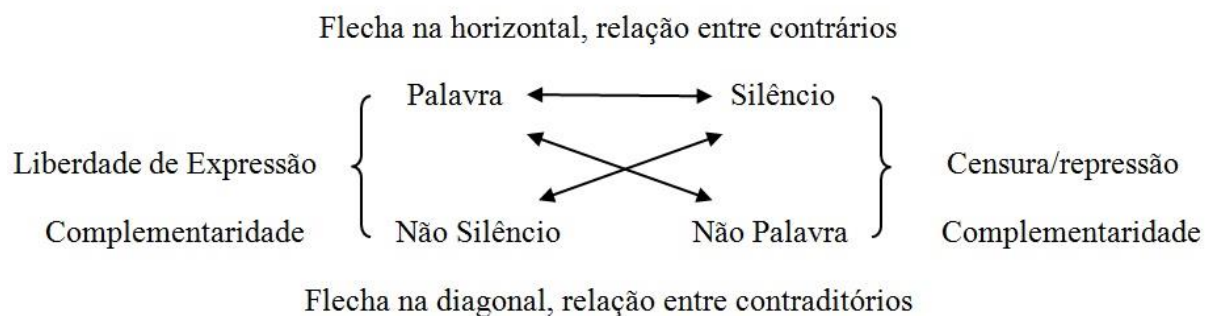 Flecha na horizontal, relação entre contrários
Palavra Silêncio
Liberdade de Expressão Censura/repressão
Complementaridade Não Silêncio Não Palavra Complementaridade
Flecha na diagonal, relação entre contraditórios